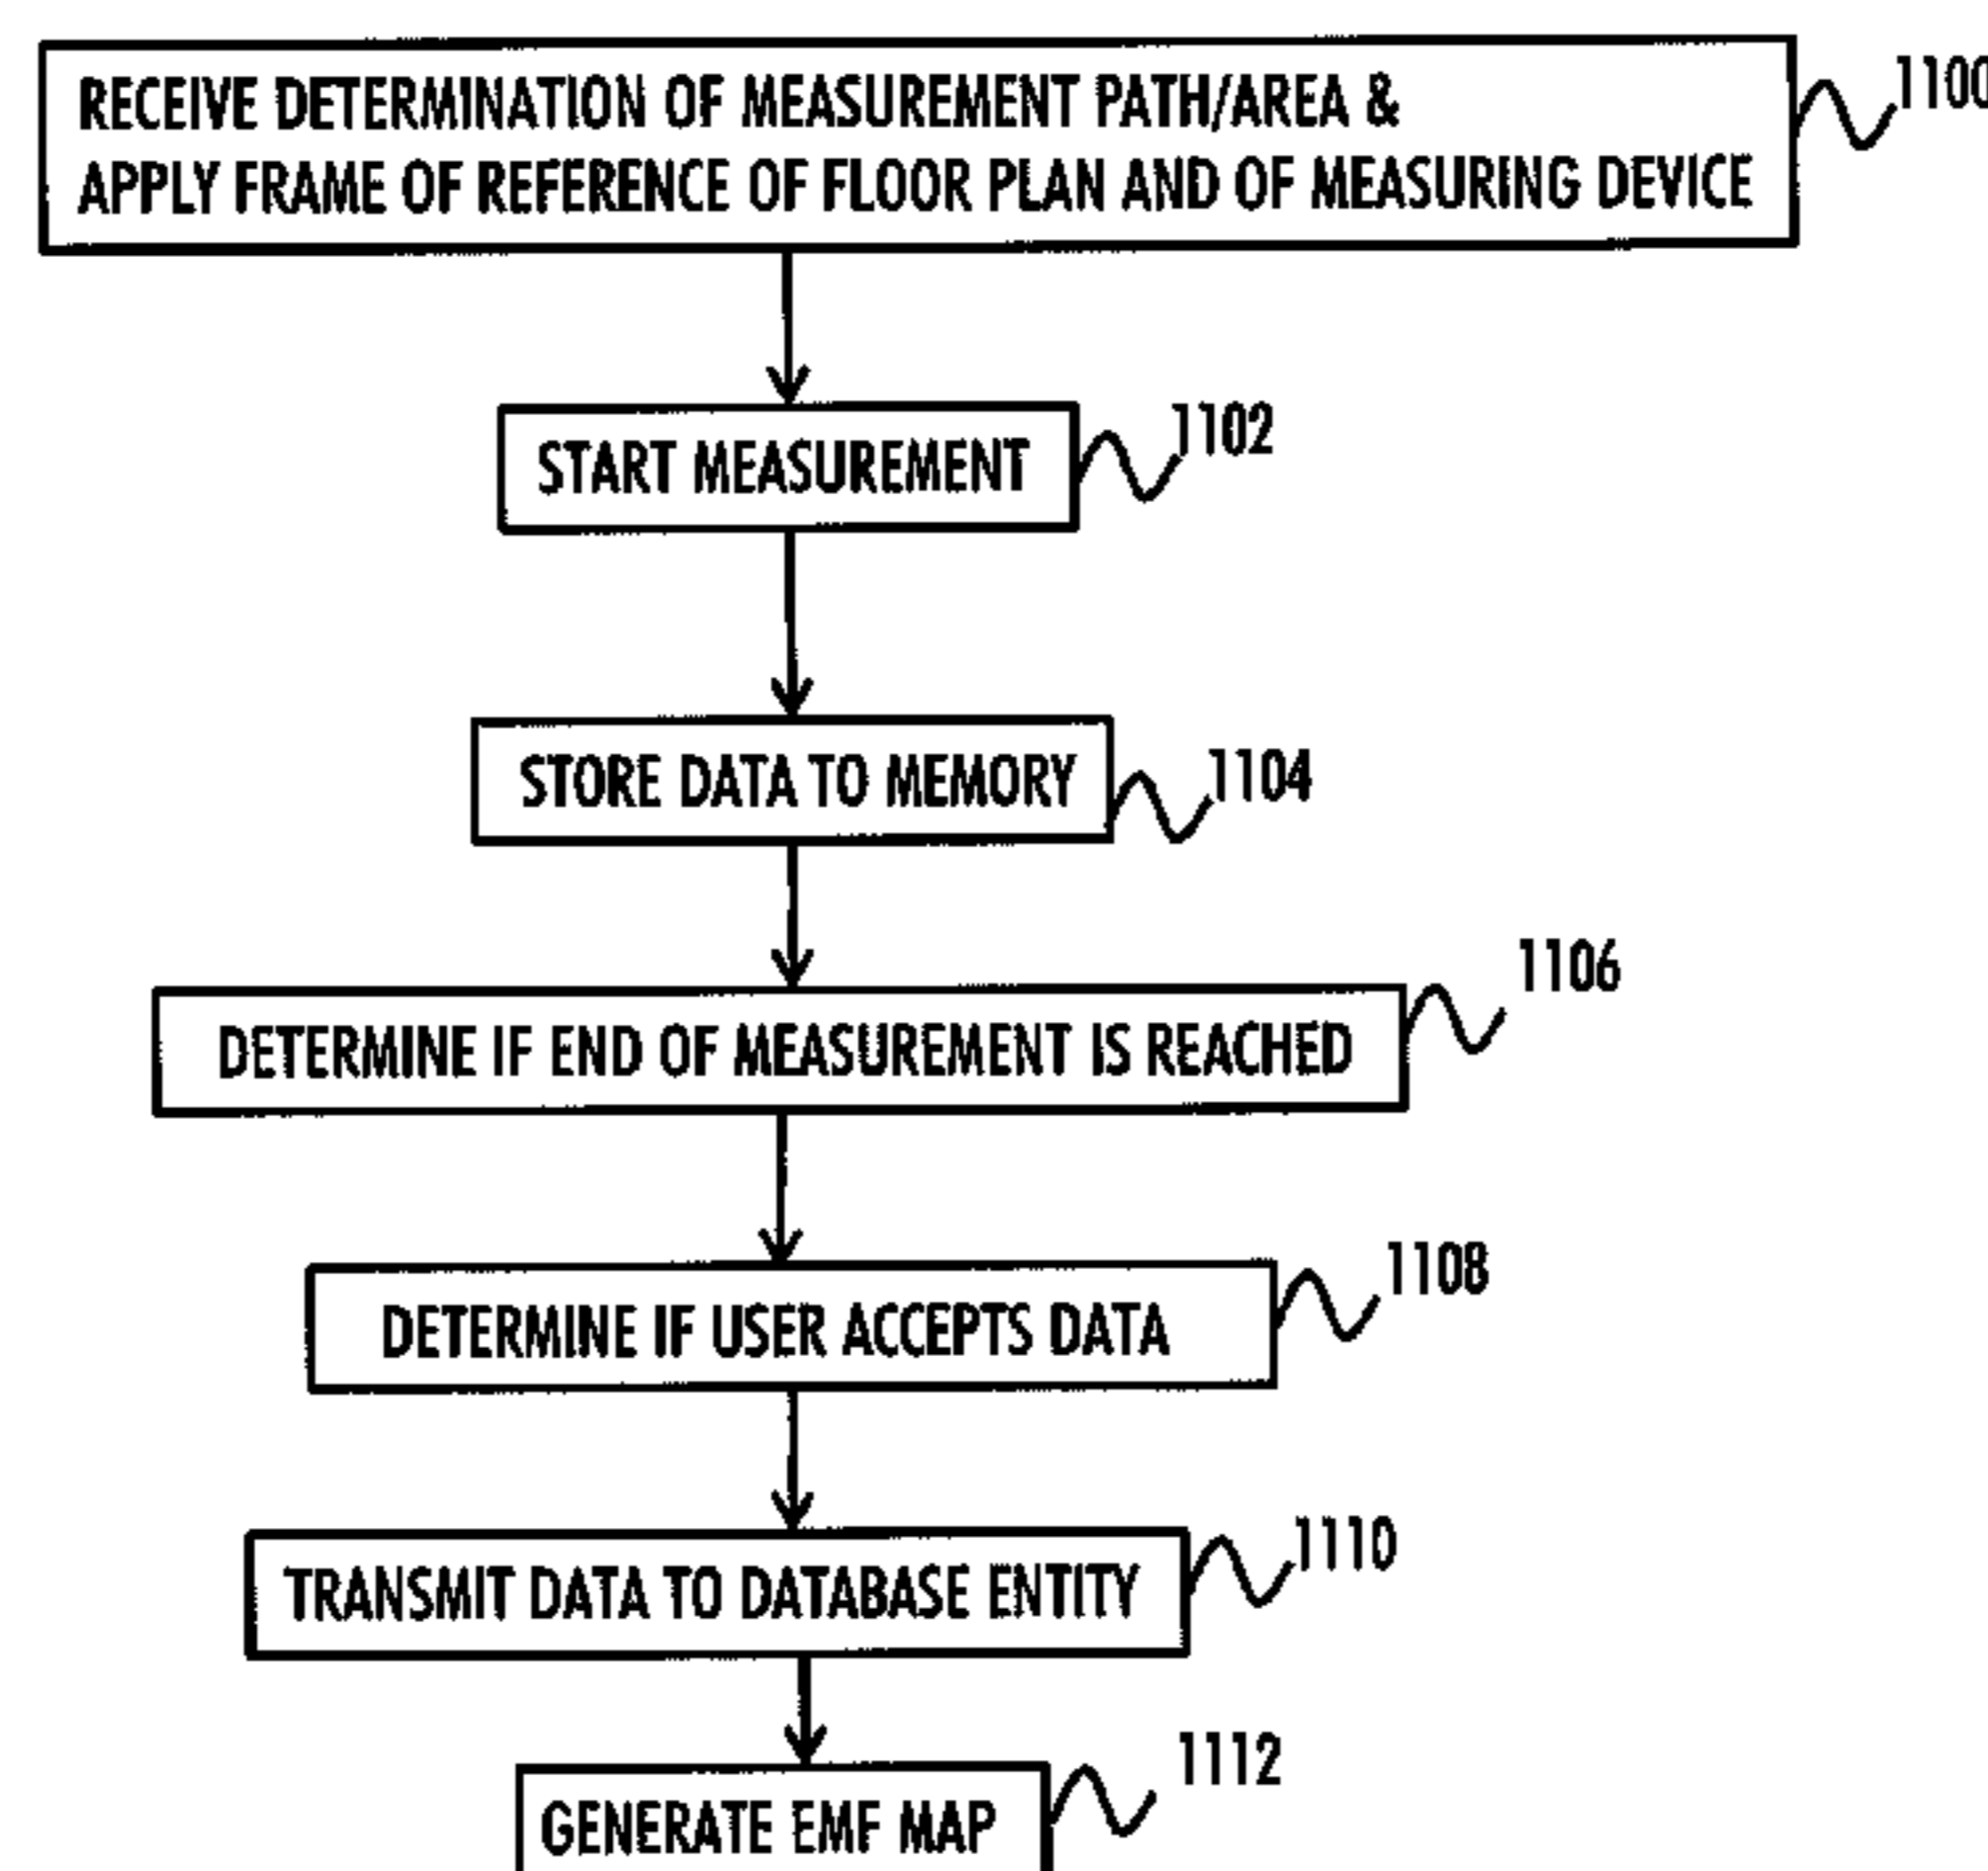 RECEIVE DETERMINATION OF MEASUREMENT PATH/AREA &
APPLY FRAME OF REFERENCE OF FLOOR PLAN AND OF MEASURING DEVICE
1100
START MEASUREMENT
1102
STORE DATA TO MEMORY
1104
DETERMINE IF END OF MEASUREMENT IS REACHED
1106
DETERMINE IF USER ACCEPTS DATA
1108
TRANSMIT DATA TO DATABASE ENTITY
1110
GENERATE EMF MAP
1112